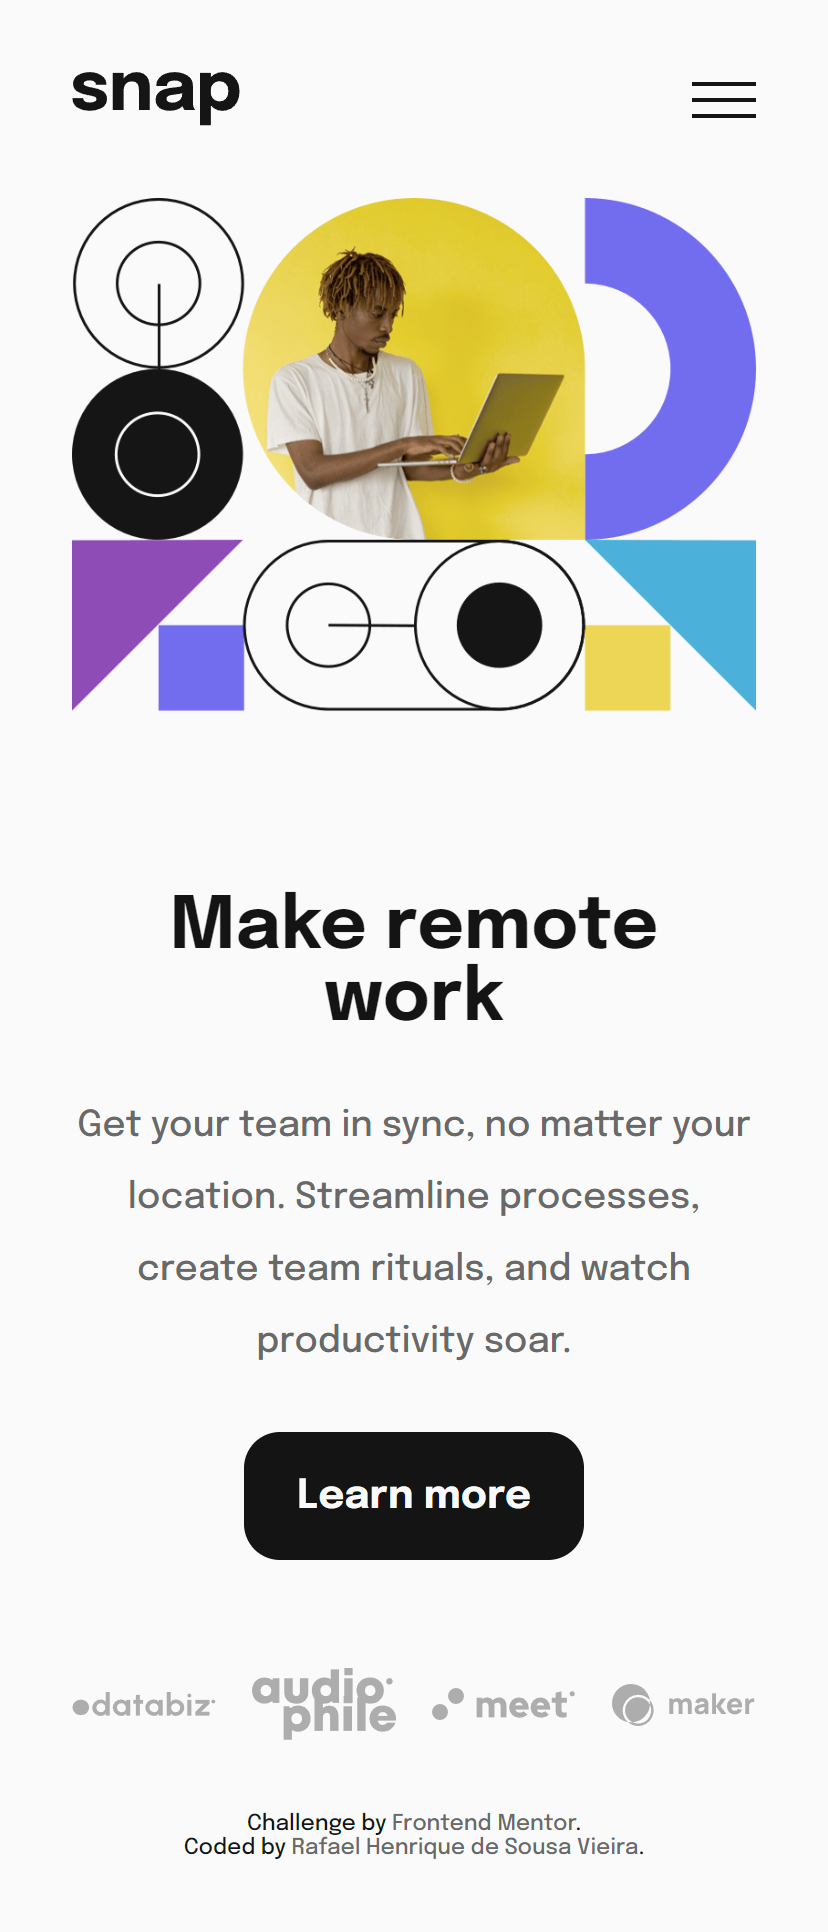 snap
Make remote
work
Get your team in sync, no matter your
location. Streamline processes,
create team rituals, and watch
productivity soar.
Learn more
databiz
audiophile
meet
maker
Challenge by Frontend Mentor.
Coded by Rafael Henrique de Sousa Vieira.